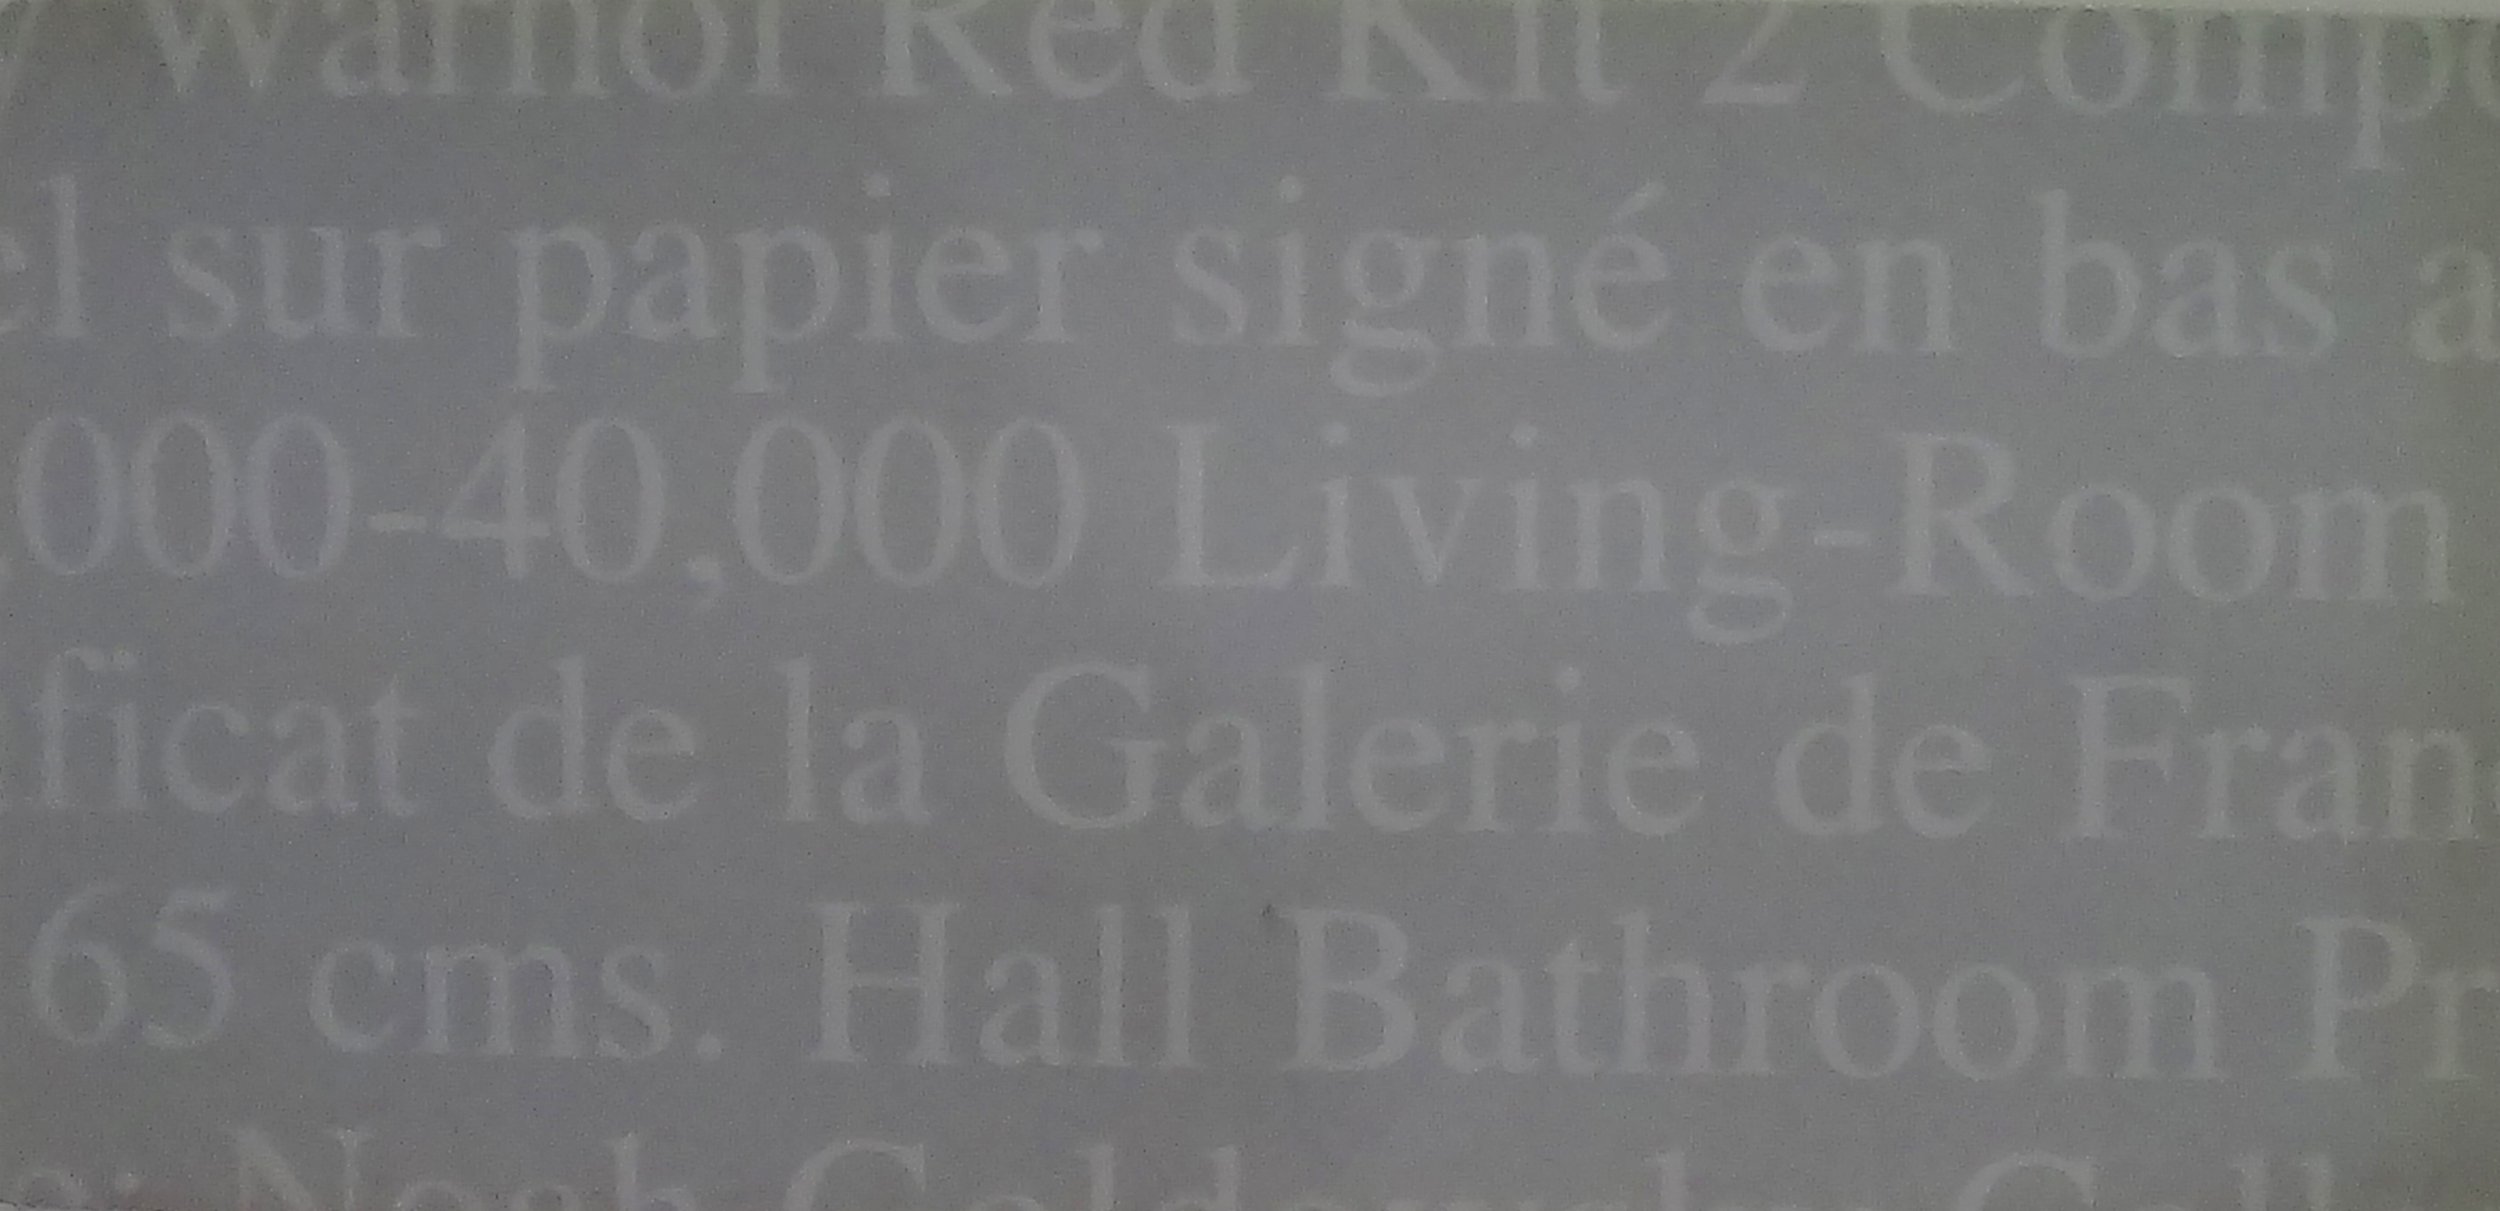 Warhol Red Kit 2 Comp
el sur papier signé en bas a
000-40,000 Living-Room
ficat de la Galerie de Fran
65 cms. Hall Bathroom Pr